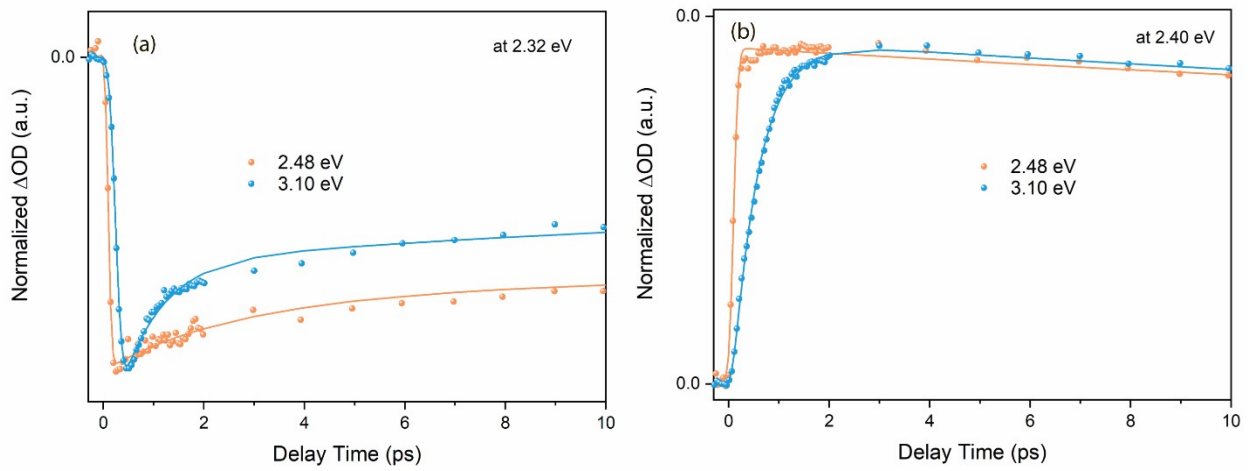 (a)
at 2.32 eV
0.0
Normalized ΔOD (a.u.)
2.48 eV
3.10 eV
0 2 4 6 8 10
Delay Time (ps)
(b)
at 2.40 eV
0.0
Normalized ΔOD (a.u.)
2.48 eV
3.10 eV
0.0
0 2 4 6 8 10
Delay Time (ps)